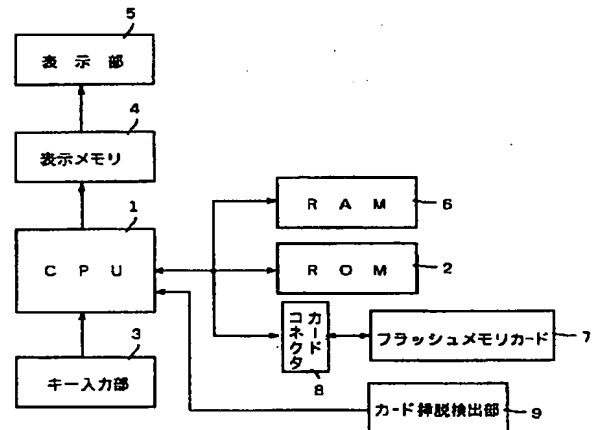 5
表示部
4
表示メモリ
1
CPU
3
キー入力部
RAM
6
ROM
2
カード
コネクタ
8
フラッシュメモリカード
7
カード挿脱検出部
9